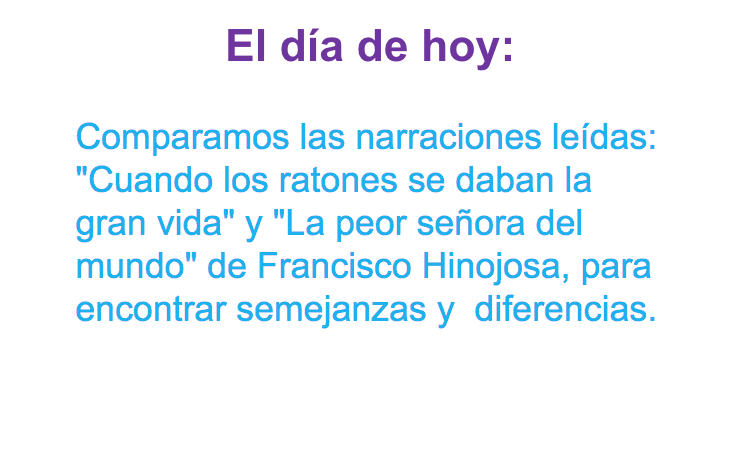 El día de hoy:
Comparamos las narraciones leídas:
"Cuando los ratones se daban la
gran vida" y "La peor señora del
mundo" de Francisco Hinojosa, para
encontrar semejanzas y  diferencias.